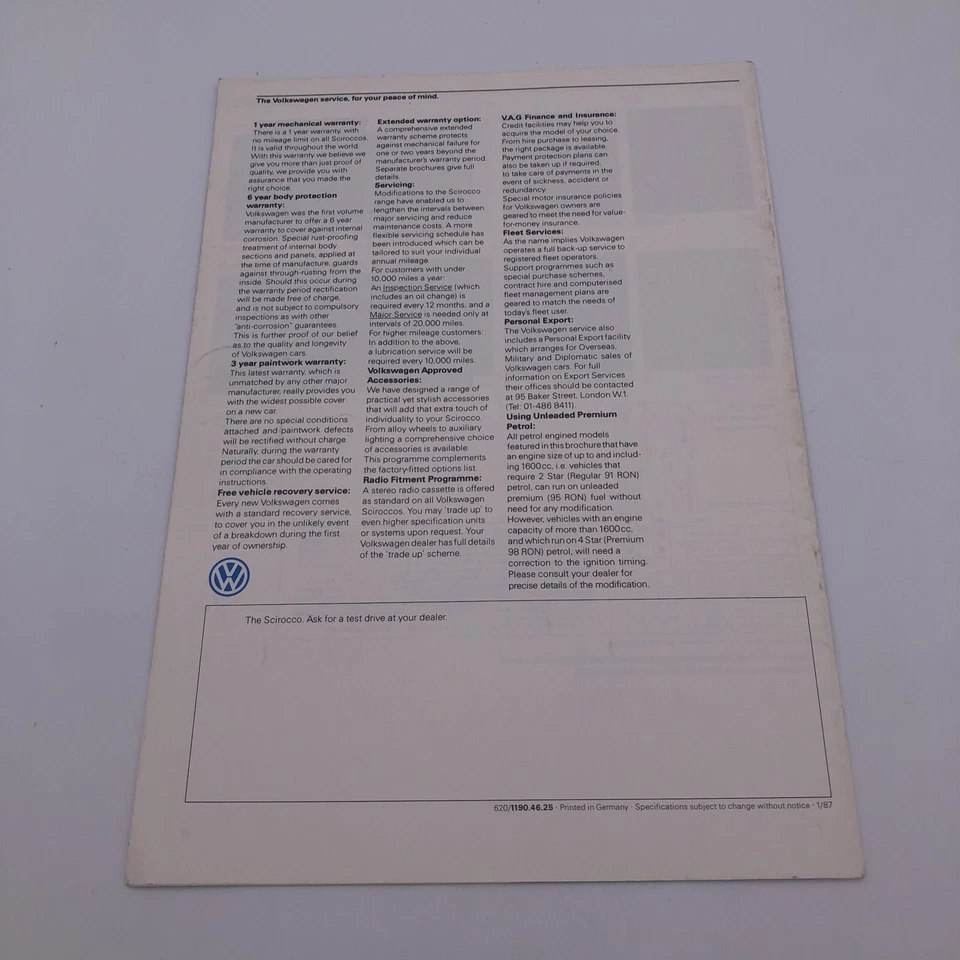 The Volkswagen service, for your peace of mind.
1 year mechanical warranty:
There is a 1 year warranty, with
no mileage limit on all Sciroccos.
It is valid throughout the world.
With this warranty we believe we
give you more than just proof of
quality, we provide you with
assurance that you made the
right choice.
6 year body protection
warranty:
Volkswagen was the first volume
manufacturer to offer a 6 year
warranty to cover against internal
corrosion. Special rust-proofing
treatment of internal body
sections and panels, applied at
the time of manufacture, guards
against through-rusting from the
inside. Should this occur during
the warranty period rectification
will be made free of charge,
and is not subject to compulsory
inspections as with other
"anti-corrosion" guarantees.
This is further proof of our belief
as to the quality and longevity
of Volkswagen cars.
3 year paintwork warranty:
This latest warranty, which is
unmatched by any other major
manufacturer, really provides you
with the widest possible cover
on a new car.
There are no special conditions
attached and paintwork defects
will be rectified without charge.
Naturally, during the warranty
period the car should be cared for
in compliance with the operating
instructions.
Free vehicle recovery service:
Every new Volkswagen comes
with a standard recovery service,
to cover you in the unlikely event
of a breakdown during the first
year of ownership.
Extended warranty option:
A comprehensive extended
warranty scheme protects
against mechanical failure for
one or two years beyond the
manufacturer's warranty period.
Separate brochures give full
details.
Servicing:
Modifications to the Scirocco
range have enabled us to
lengthen the intervals between
major servicing and reduce
maintenance costs. A more
flexible servicing schedule has
been introduced which can be
tailored to suit your individual
annual mileage.
For customers with under
10,000 miles a year:
An Inspection Service (which
includes an oil change) is
required every 12 months, and a
Major Service is needed only at
intervals of 20,000 miles.
For higher mileage customers:
In addition to the above,
a lubrication service will be
required every 10,000 miles.
Volkswagen Approved
Accessories:
We have designed a range of
practical yet stylish accessories
that will add that extra touch of
individuality to your Scirocco.
From alloy wheels to auxiliary
lighting a comprehensive choice
of accessories is available.
This programme complements
the factory-fitted options list.
Radio Fitment Programme:
A stereo radio cassette is offered
as standard on all Volkswagen
Sciroccos. You may 'trade up' to
even higher specification units
or systems upon request. Your
Volkswagen dealer has full details
of the 'trade up' scheme.
V.A.G Finance and Insurance:
Credit facilities may help you to
acquire the model of your choice.
From hire purchase to leasing,
the right package is available.
Payment protection plans can
also be taken up if required,
to take care of payments in the
event of sickness, accident or
redundancy.
Special motor insurance policies
for Volkswagen owners are
geared to meet the need for value-
for-money insurance.
Fleet Services:
As the name implies Volkswagen
operates a full back-up service to
registered fleet operators.
Support programmes such as
special purchase schemes,
contract hire and computerised
fleet management plans are
geared to match the needs of
today's fleet user.
Personal Export:
The Volkswagen service also
includes a Personal Export facility
which arranges for Overseas,
Military and Diplomatic sales of
Volkswagen cars. For full
information on Export Services
their offices should be contacted
at 95 Baker Street, London W.1.
(Tel: 01-486 8411).
Using Unleaded Premium
Petrol:
All petrol engined models
featured in this brochure that have
an engine size of up to and includ-
ing 1600cc, i.e. vehicles that
require 2 Star (Regular 91 RON)
petrol, can run on unleaded
premium (95 RON) fuel without
need for any modification.
However, vehicles with an engine
capacity of more than 1600cc,
and which run on 4 Star (Premium
98 RON) petrol, will need a
correction to the ignition timing.
Please consult your dealer for
precise details of the modification.
The Scirocco. Ask for a test drive at your dealer.
620/1190.46.25 · Printed in Germany · Specifications subject to change without notice · 1/87